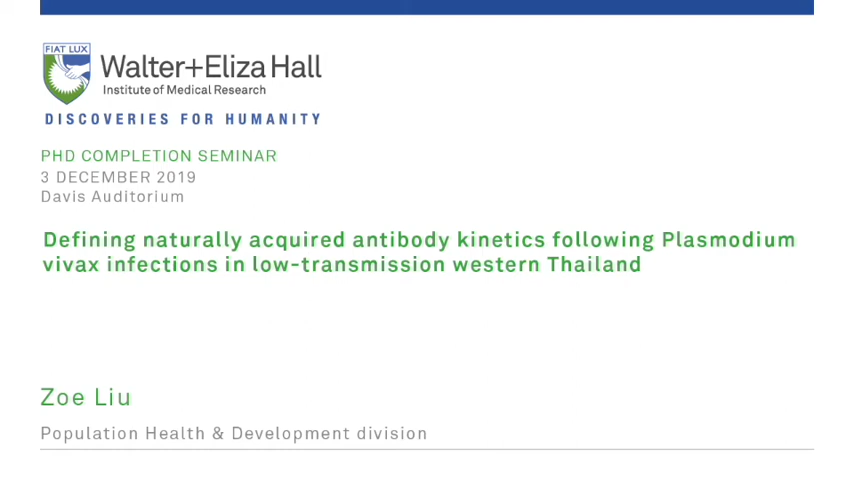 FIAT LUX
Walter+Eliza Hall
Institute of Medical Research
DISCOVERIES FOR HUMANITY
PHD COMPLETION SEMINAR
3 DECEMBER 2019
Davis Auditorium
Defining naturally acquired antibody kinetics following Plasmodium
vivax infections in low-transmission western Thailand
Zoe Liu
Population Health & Development division